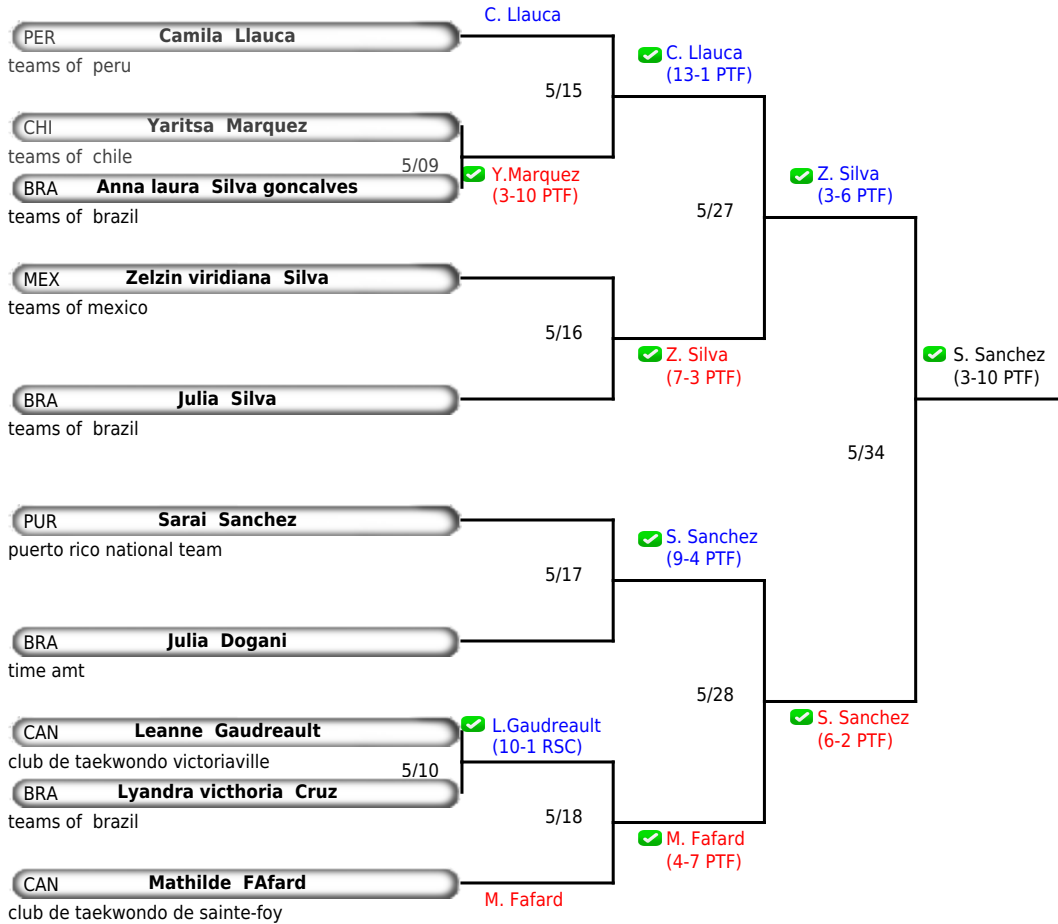 C. Llauca
PER Camila Llauca
teams of peru
C. Llauca
(13-1 PTF)
5/15
CHI Yaritsa Marquez
teams of chile
5/09
Y.Marquez
(3-10 PTF)
BRA Anna laura Silva goncalves
teams of brazil
Z. Silva
(3-6 PTF)
5/27
MEX Zelzin viridiana Silva
teams of mexico
5/16
Z. Silva
(7-3 PTF)
S. Sanchez
(3-10 PTF)
BRA Julia Silva
teams of brazil
5/34
PUR Sarai Sanchez
puerto rico national team
S. Sanchez
(9-4 PTF)
5/17
BRA Julia Dogani
time amt
5/28
S. Sanchez
(6-2 PTF)
CAN Leanne Gaudreault
club de taekwondo victoriaville
L.Gaudreault
(10-1 RSC)
5/10
BRA Lyandra victhoria Cruz
teams of brazil
5/18
M. Fafard
(4-7 PTF)
CAN Mathilde FAfard
club de taekwondo de sainte-foy
M. Fafard